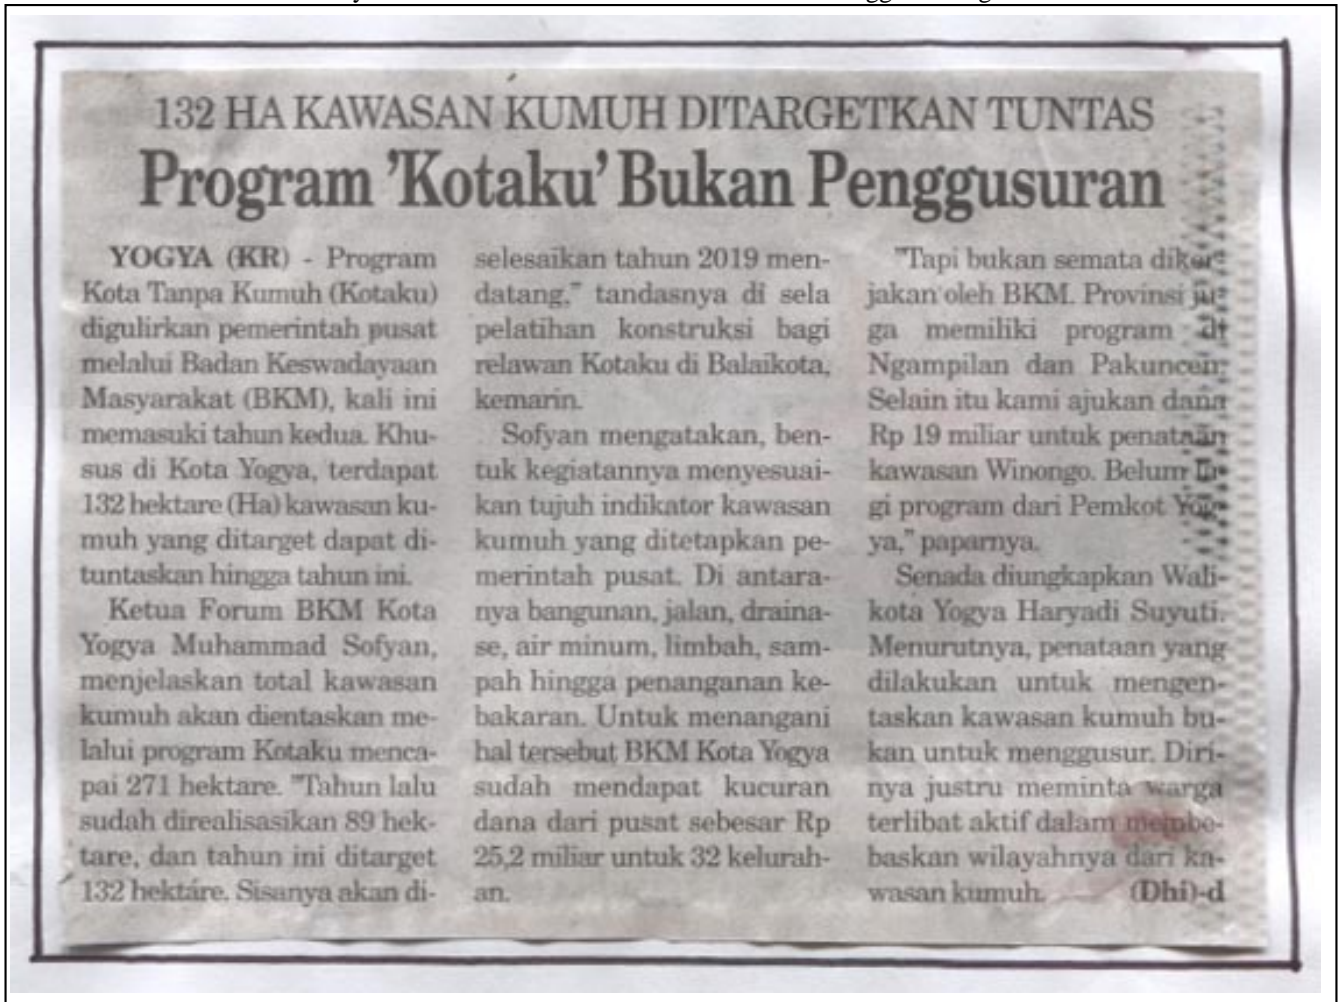 132 HA KAWASAN KUMUH DITARGETKAN TUNTAS
Program 'Kotaku' Bukan Penggusuran
YOGYA (KR) - Program
Kota Tanpa Kumuh (Kotaku)
digulirkan pemerintah pusat
melalui Badan Keswadayaan
Masyarakat (BKM), kali ini
memasuki tahun kedua. Khu-
sus di Kota Yogya, terdapat
132 hektare (Ha) kawasan ku-
muh yang ditarget dapat di-
tuntaskan hingga tahun ini.
Ketua Forum BKM Kota
Yogya Muhammad Sofyan,
menjelaskan total kawasan
kumuh akan dientaskan me-
lalui program Kotaku menca-
pai 271 hektare. "Tahun lalu
sudah direalisasikan 89 hek-
tare, dan tahun ini ditarget
132 hektare. Sisanya akan di-
selesaikan tahun 2019 men-
datang," tandasnya di sela
pelatihan konstruksi bagi
relawan Kotaku di Balaikota,
kemarin.
Sofyan mengatakan, ben-
tuk kegiatannya menyesuai-
kan tujuh indikator kawasan
kumuh yang ditetapkan pe-
merintah pusat. Di antara-
nya bangunan, jalan, draina-
se, air minum, limbah, sam-
pah hingga penanganan ke-
bakaran. Untuk menangani
hal tersebut BKM Kota Yogya
sudah mendapat kucuran
dana dari pusat sebesar Rp
25,2 miliar untuk 32 kelurah-
an.
"Tapi bukan semata diker-
jakan oleh BKM. Provinsi ju-
ga memiliki program di
Ngampilan dan Pakuncen.
Selain itu kami ajukan dana
Rp 19 miliar untuk penataan
kawasan Winongo. Belum la-
gi program dari Pemkot Yog-
ya," paparnya.
Senada diungkapkan Wali-
kota Yogya Haryadi Suyuti.
Menurutnya, penataan yang
dilakukan untuk mengen-
taskan kawasan kumuh bu-
kan untuk menggusur. Diri-
nya justru meminta warga
terlibat aktif dalam membe-
baskan wilayahnya dari ka-
wasan kumuh. (Dhi)-d